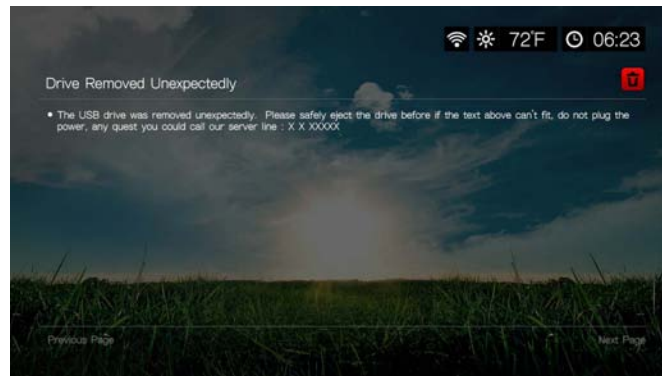 72°F 06:23
Drive Removed Unexpectedly
• The USB drive was removed unexpectedly. Please safely eject the drive before if the text above can't fit, do not plug the
power, any quest you could call our server line : X X XXXXX
Previous Page Next Page